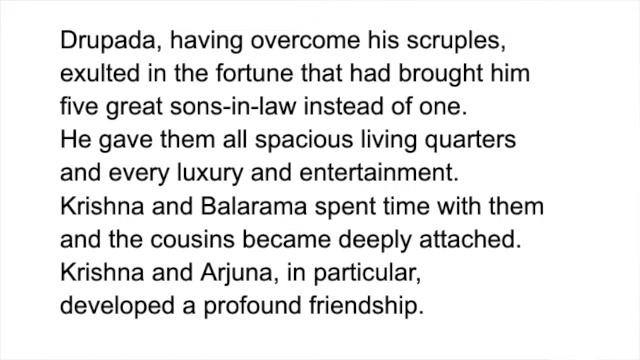 Drupada, having overcome his scruples,
exulted in the fortune that had brought him
five great sons-in-law instead of one.
He gave them all spacious living quarters
and every luxury and entertainment.
Krishna and Balarama spent time with them
and the cousins became deeply attached.
Krishna and Arjuna, in particular,
developed a profound friendship.